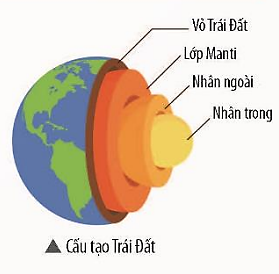 Vỏ Trái Đất
Lớp Manti
Nhân ngoài
Nhân trong
▲ Cấu tạo Trái Đất